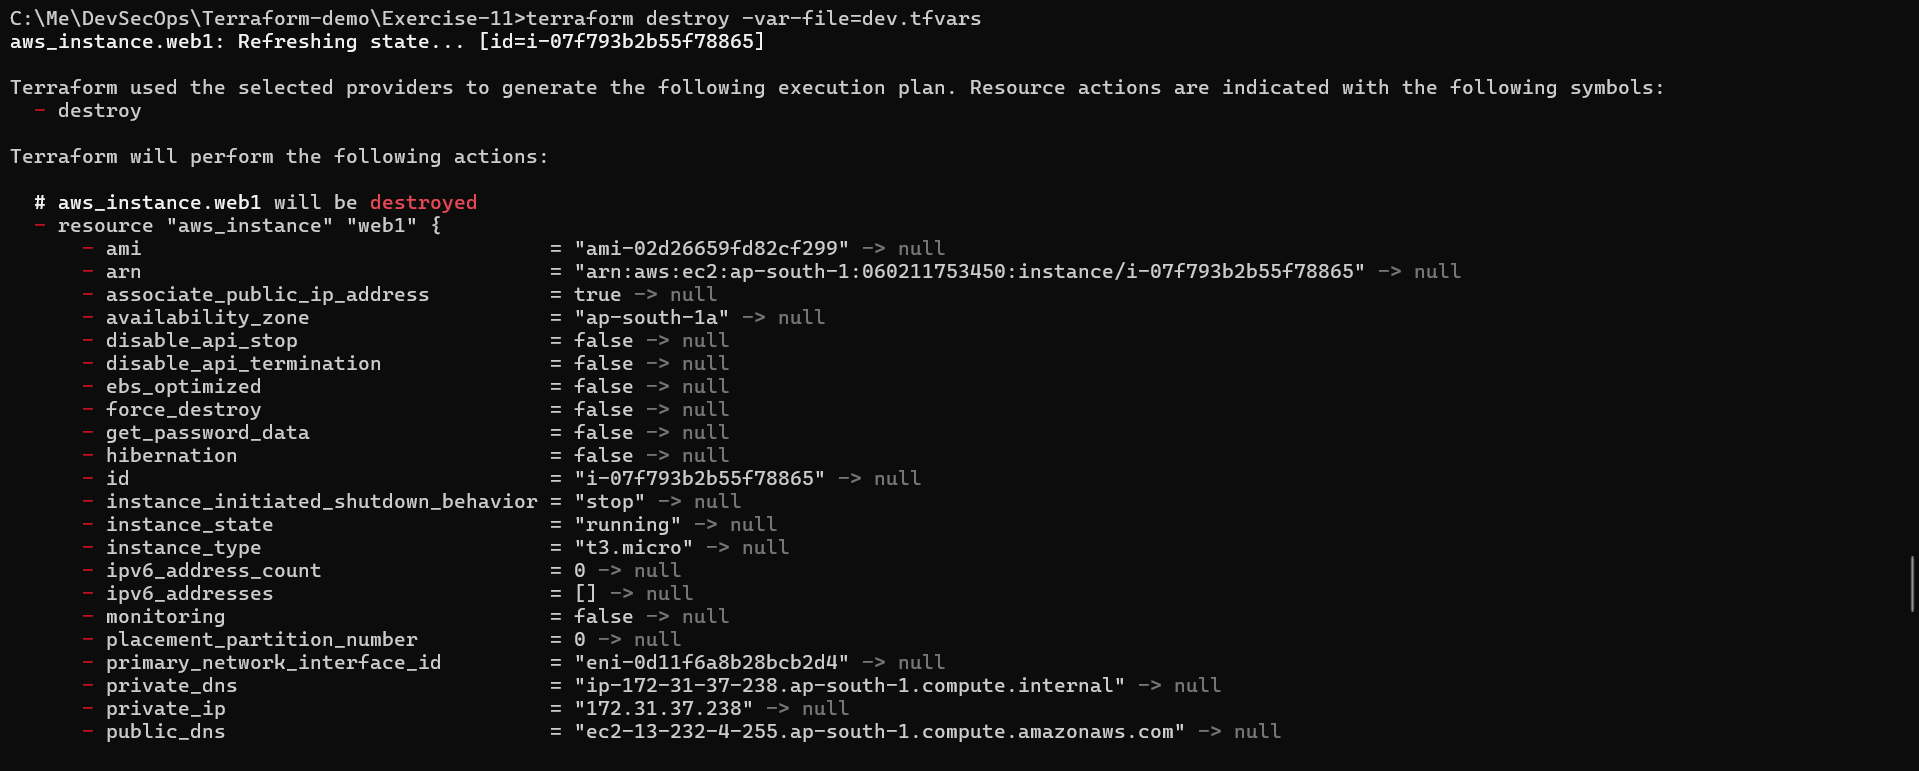 C:\Me\DevSecOps\Terraform-demo\Exercise-11>terraform destroy -var-file=dev.tfvars
aws_instance.web1: Refreshing state... [id=i-07f793b2b55f78865]
Terraform used the selected providers to generate the following execution plan. Resource actions are indicated with the following symbols:
  - destroy
Terraform will perform the following actions:
  # aws_instance.web1 will be destroyed
  - resource "aws_instance" "web1" {
      - ami                                  = "ami-02d26659fd82cf299" -> null
      - arn                                  = "arn:aws:ec2:ap-south-1:060211753450:instance/i-07f793b2b55f78865" -> null
      - associate_public_ip_address          = true -> null
      - availability_zone                    = "ap-south-1a" -> null
      - disable_api_stop                     = false -> null
      - disable_api_termination              = false -> null
      - ebs_optimized                        = false -> null
      - force_destroy                        = false -> null
      - get_password_data                    = false -> null
      - hibernation                          = false -> null
      - id                                   = "i-07f793b2b55f78865" -> null
      - instance_initiated_shutdown_behavior = "stop" -> null
      - instance_state                       = "running" -> null
      - instance_type                        = "t3.micro" -> null
      - ipv6_address_count                   = 0 -> null
      - ipv6_addresses                       = [] -> null
      - monitoring                           = false -> null
      - placement_partition_number           = 0 -> null
      - primary_network_interface_id         = "eni-0d11f6a8b28bcb2d4" -> null
      - private_dns                          = "ip-172-31-37-238.ap-south-1.compute.internal" -> null
      - private_ip                           = "172.31.37.238" -> null
      - public_dns                           = "ec2-13-232-4-255.ap-south-1.compute.amazonaws.com" -> null